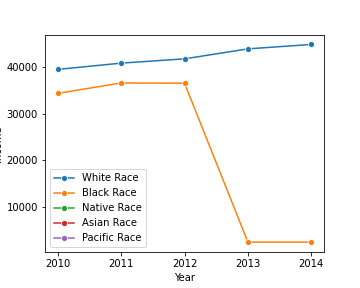 40000
30000
20000
10000
White Race
Black Race
Native Race
Asian Race
Pacific Race
2010 2011 2012 2013 2014
Year